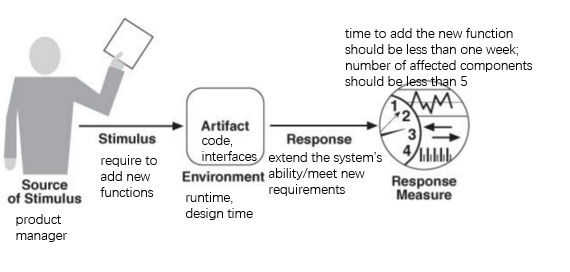 time to add the new function
should be less than one week;
number of affected components
should be less than 5
Stimulus
require to
add new
functions
Artifact
code,
interfaces
Environment
runtime,
design time
Response
extend the system's
ability/meet new
requirements
1
2
3
4
Response
Measure
Source
of Stimulus
product
manager